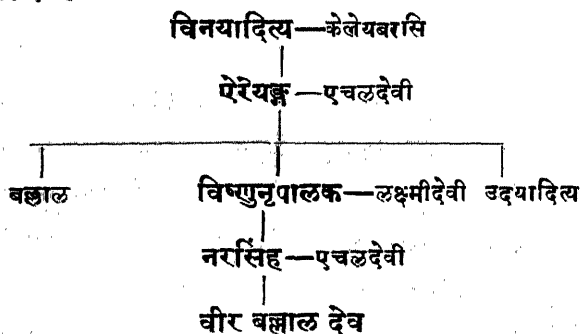 विनयादित्य—केलेयबरसि
ऐरेयङ्ग—एचलदेवी
बल्लाल विष्णुनृपालक—लक्ष्मीदेवी उदयादित्य
नरसिंह—एचलदेवी
वीर बल्लाल देव